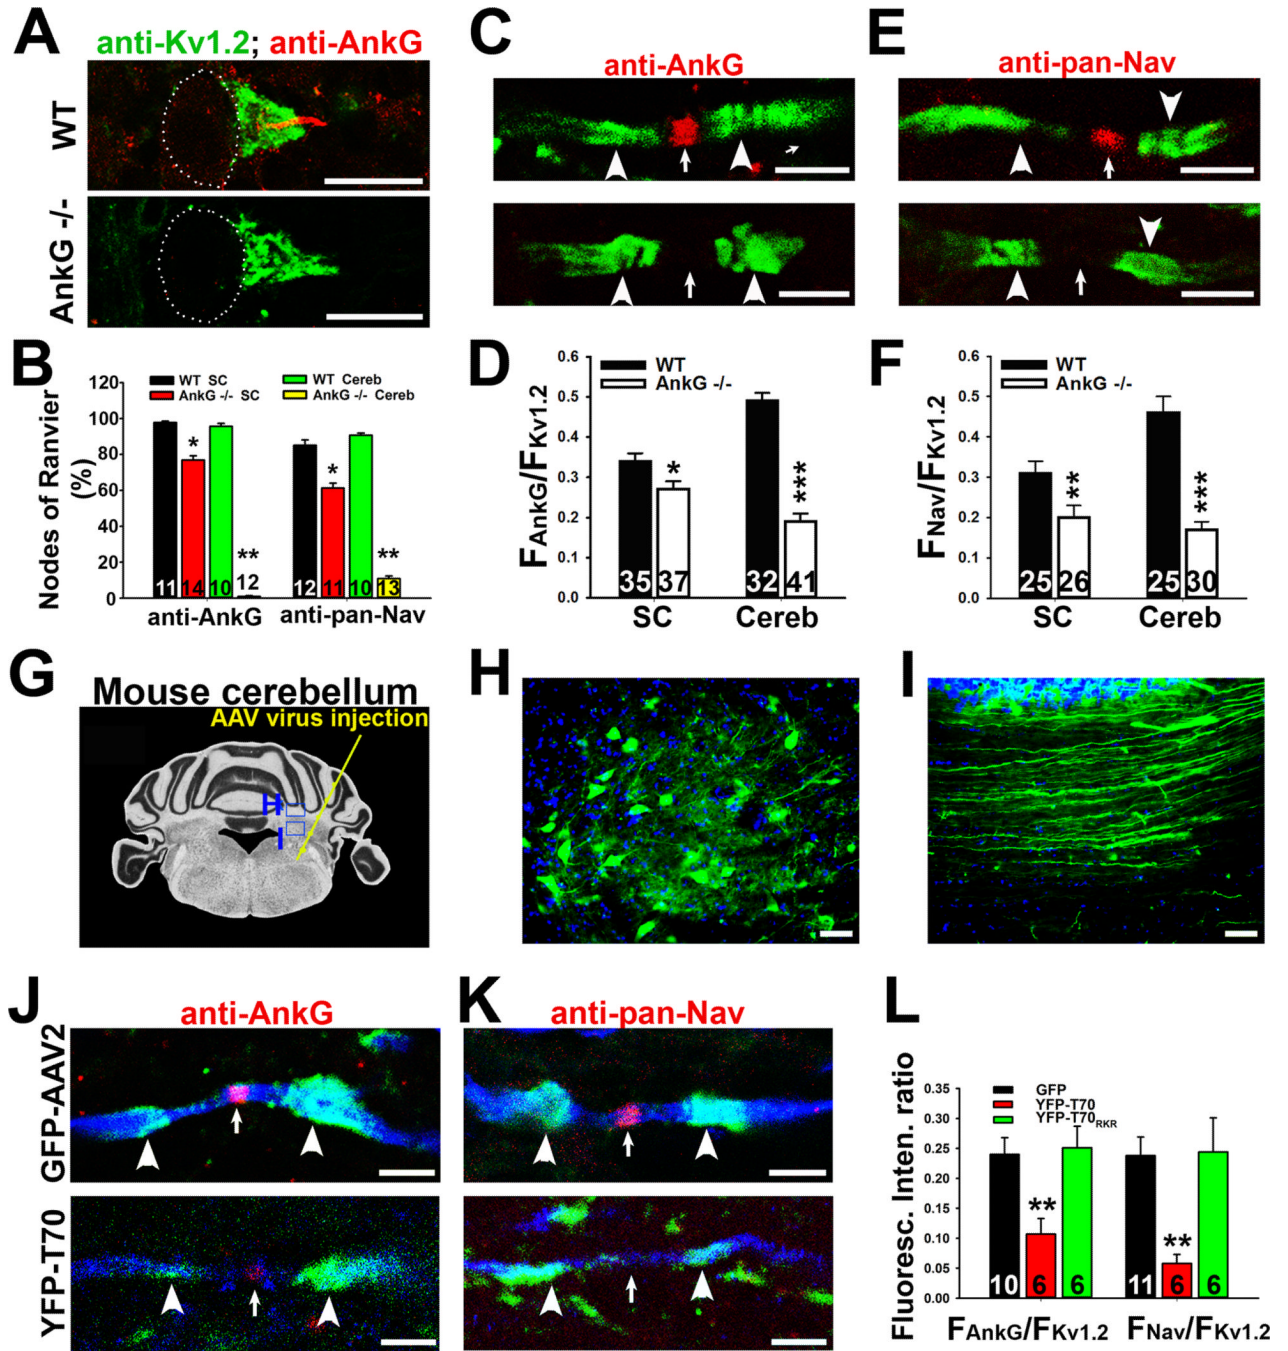 A
anti-Kv1.2; anti-AnkG
WT
AnkG -/-
C
anti-AnkG
E
anti-pan-Nav
B
Nodes of Ranvier
(%)
120
100
80
60
40
20
0
WT SC
AnkG -/- SC
WT Cereb
AnkG -/- Cereb
*
**
*
**
11
14
10
12
12
11
10
13
anti-AnkG
anti-pan-Nav
D
FAnkG/FKv1.2
0.6
0.5
0.4
0.3
0.2
0.1
0.0
WT
AnkG -/-
*
***
35
37
32
41
SC
Cereb
F
FNav/FKv1.2
0.6
0.5
0.4
0.3
0.2
0.1
0.0
WT
AnkG -/-
**
***
25
26
25
30
SC
Cereb
G
Mouse cerebellum
AAV virus injection
H
I
H
I
J
anti-AnkG
GFP-AAV2
YFP-T70
K
anti-pan-Nav
L
Fluoresc. Inten. ratio
0.35
0.30
0.25
0.20
0.15
0.10
0.05
0.00
GFP
YFP-T70
YFP-T70RKR
**
**
10
6
6
11
6
6
FAnkG/FKv1.2
FNav/FKv1.2